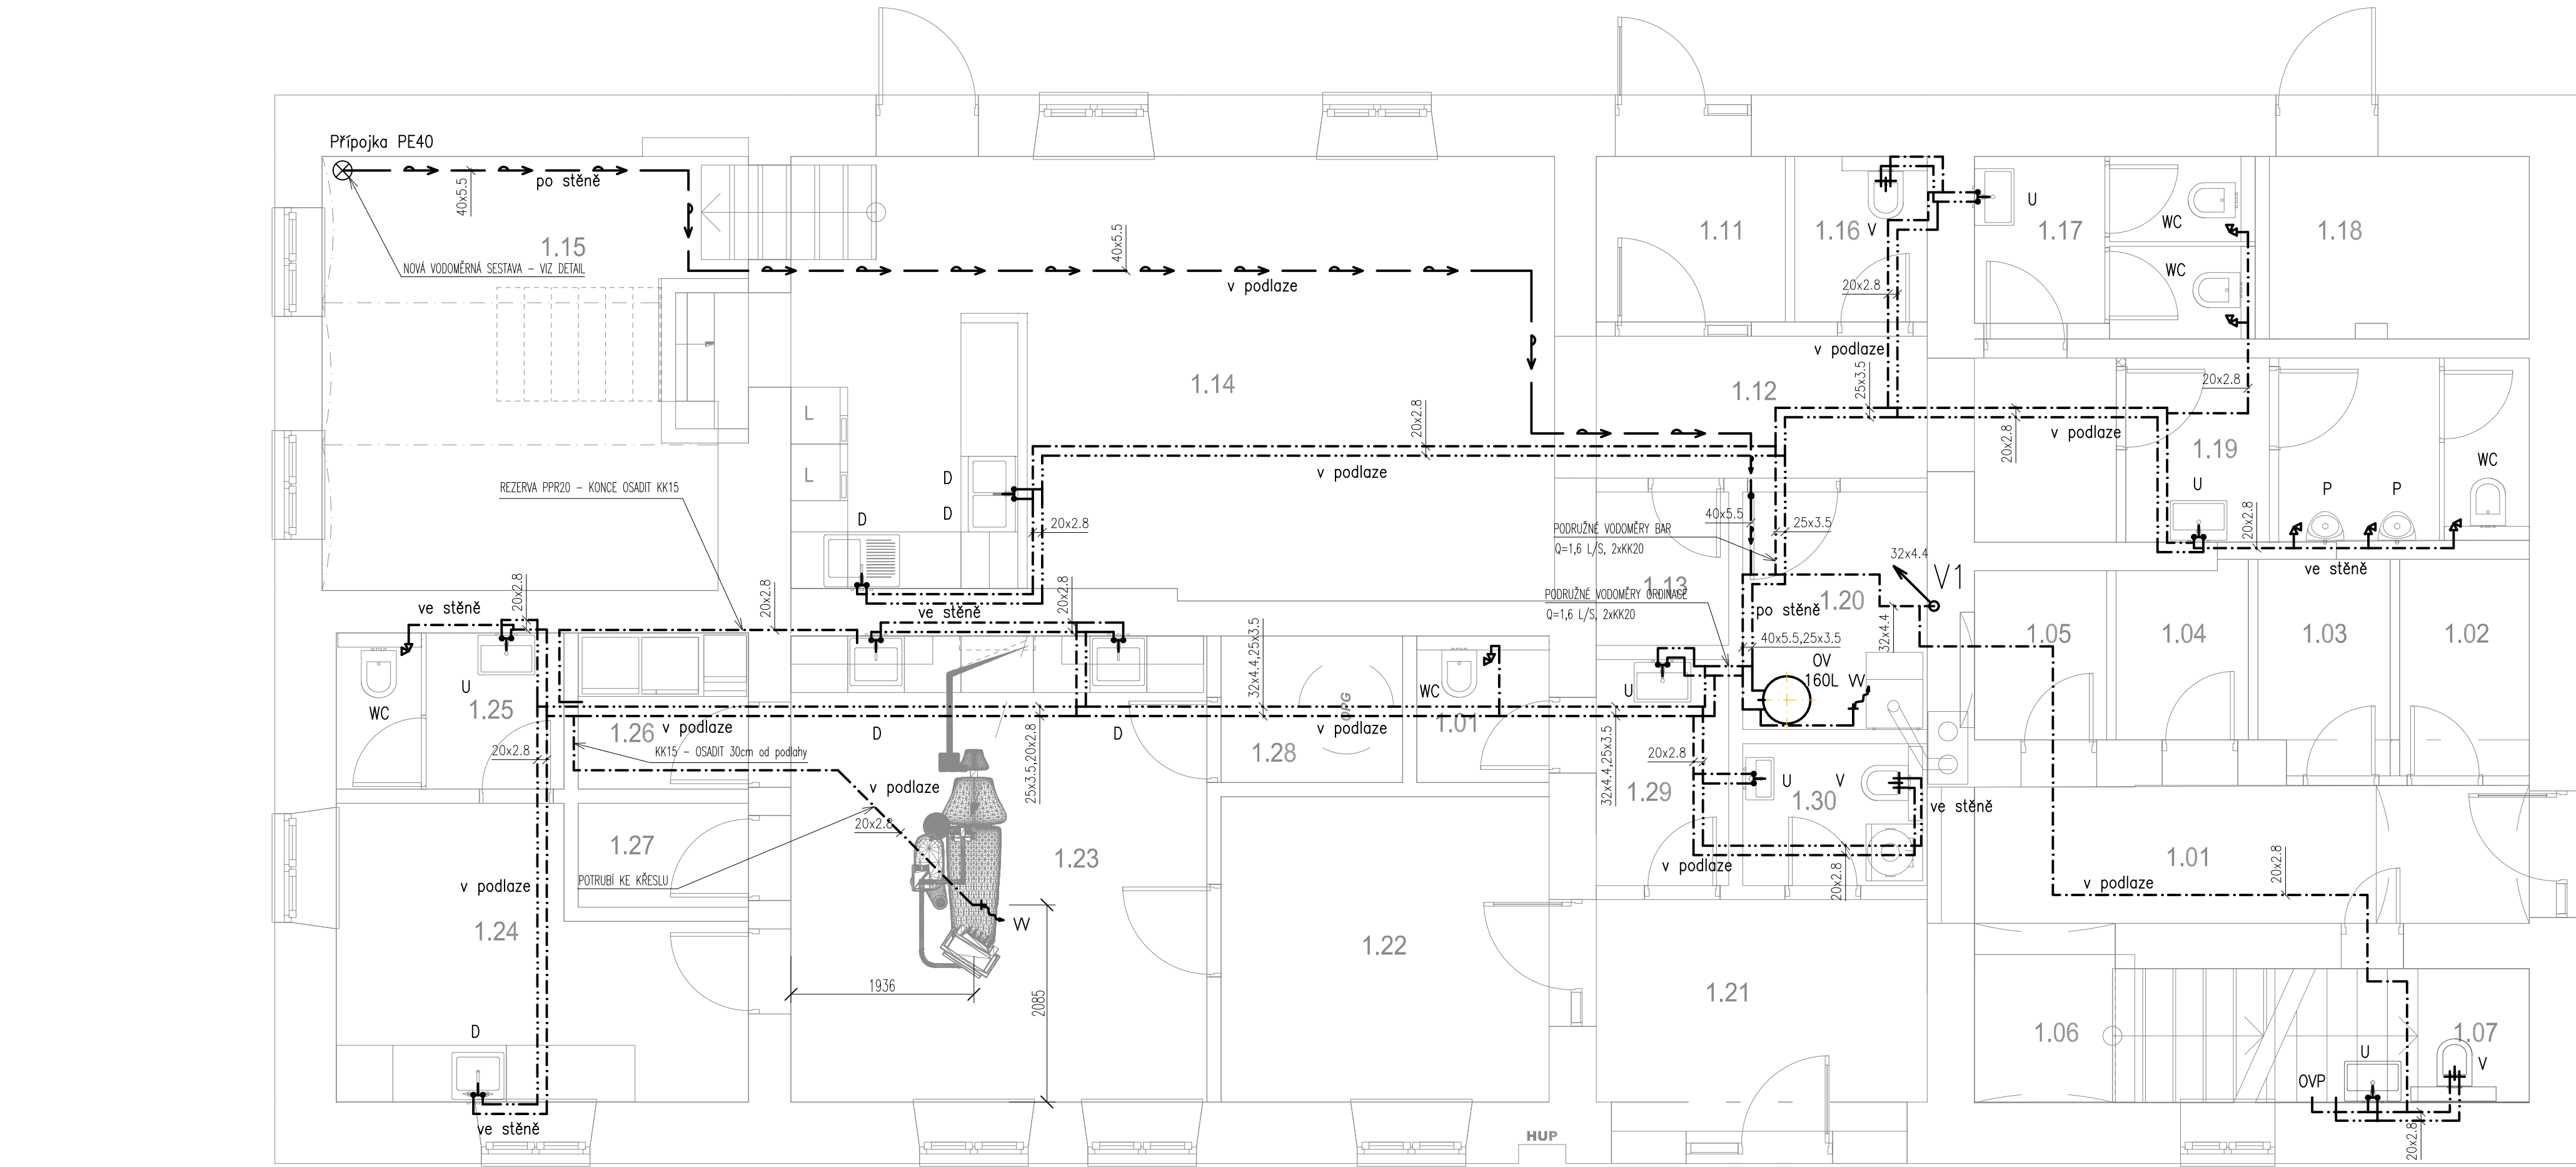 Přípojka PE40
po stěně
40x5.5
1.15
NOVÁ VODOMĚRNÁ SESTAVA – VIZ DETAIL
40x5.5
v podlaze
1.11
1.16
V
U
1.17
WC
WC
1.18
20x2.8
v podlaze
25x3.5
1.14
1.12
20x2.8
L
L
20x2.8
v podlaze
20x2.8
v podlaze
1.19
WC
U
P
P
20x2.8
ve stěně
REZERVA PPR20 – KONCE OSADIT KK15
D
D
D
20x2.8
40x5.5
25x3.5
PODRUŽNÉ VODOMĚRY BAR
Q=1,6 L/S, 2xKK20
32x4.4
V1
1.13
PODRUŽNÉ VODOMĚRY ORDINACE
Q=1,6 L/S, 2xKK20
1.20
po stěně
32x4.4
40x5.5,25x3.5
OV
160L
VV
1.05
1.04
1.03
1.02
ve stěně
20x2.8
20x2.8
ve stěně
20x2.8
32x4.4,25x3.5
U
1.25
WC
1.26
v podlaze
KK15 – OSADIT 30cm od podlahy
20x2.8
D
D
1.28
OPG
v podlaze
WC
1.01
U
25x3.5,20x2.8
32x4.4,25x3.5
20x2.8
1.29
U
V
1.30
ve stěně
v podlaze
20x2.8
v podlaze
20x2.8
1.27
POTRUBÍ KE KŘESLU
1.23
v podlaze
1.24
VV
1.22
1.21
1936
2085
1.01
v podlaze
20x2.8
1.06
1.07
U
V
OVP
20x2.8
D
ve stěně
HUP